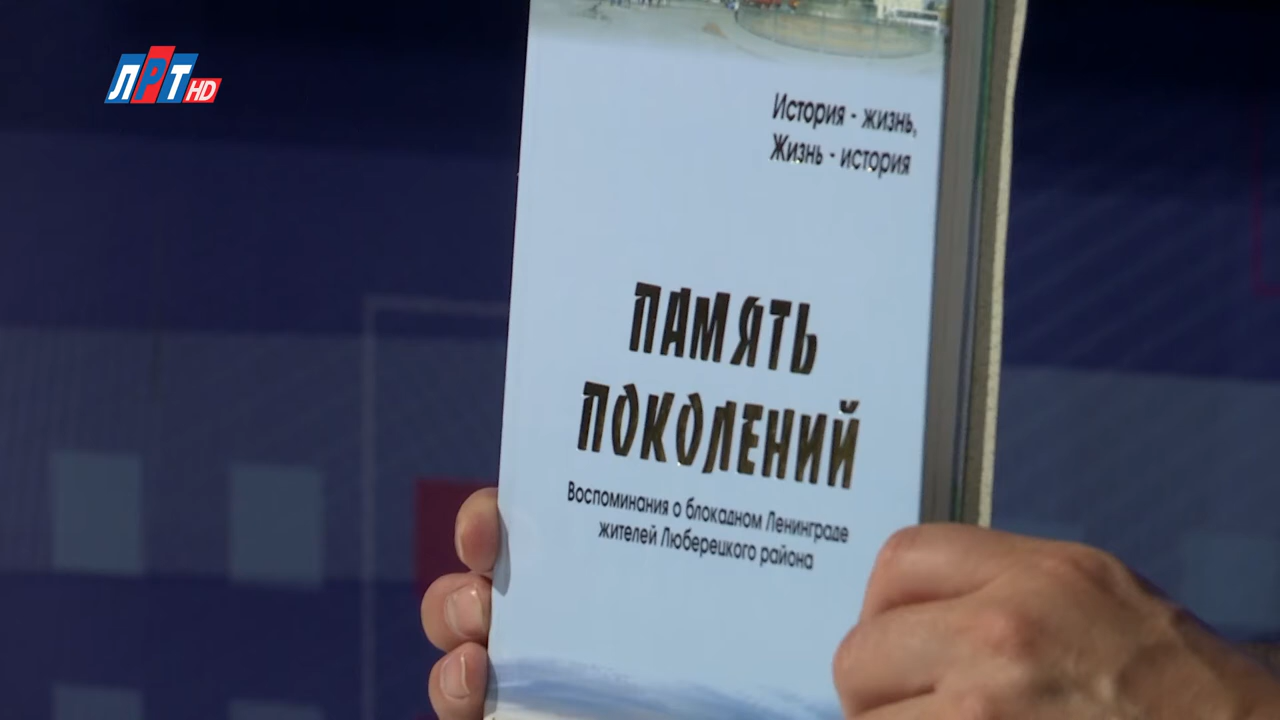 ЛРТ HD
История - жизнь,
Жизнь - история
ПАМЯТЬ
ПОКОЛЕНИЙ
Воспоминания о блокадном Ленинграде
жителей Люберецкого района